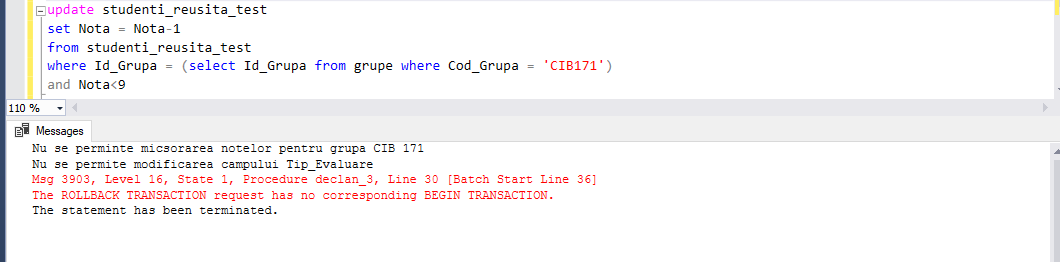 update studenti_reusita_test
set Nota = Nota-1
from studenti_reusita_test
where Id_Grupa = (select Id_Grupa from grupe where Cod_Grupa = 'CIB171')
and Nota<9
110 %
Messages
Nu se perminte micsorarea notelor pentru grupa CIB 171
Nu se permite modificarea campului Tip_Evaluare
Msg 3903, Level 16, State 1, Procedure declan_3, Line 30 [Batch Start Line 36]
The ROLLBACK TRANSACTION request has no corresponding BEGIN TRANSACTION.
The statement has been terminated.